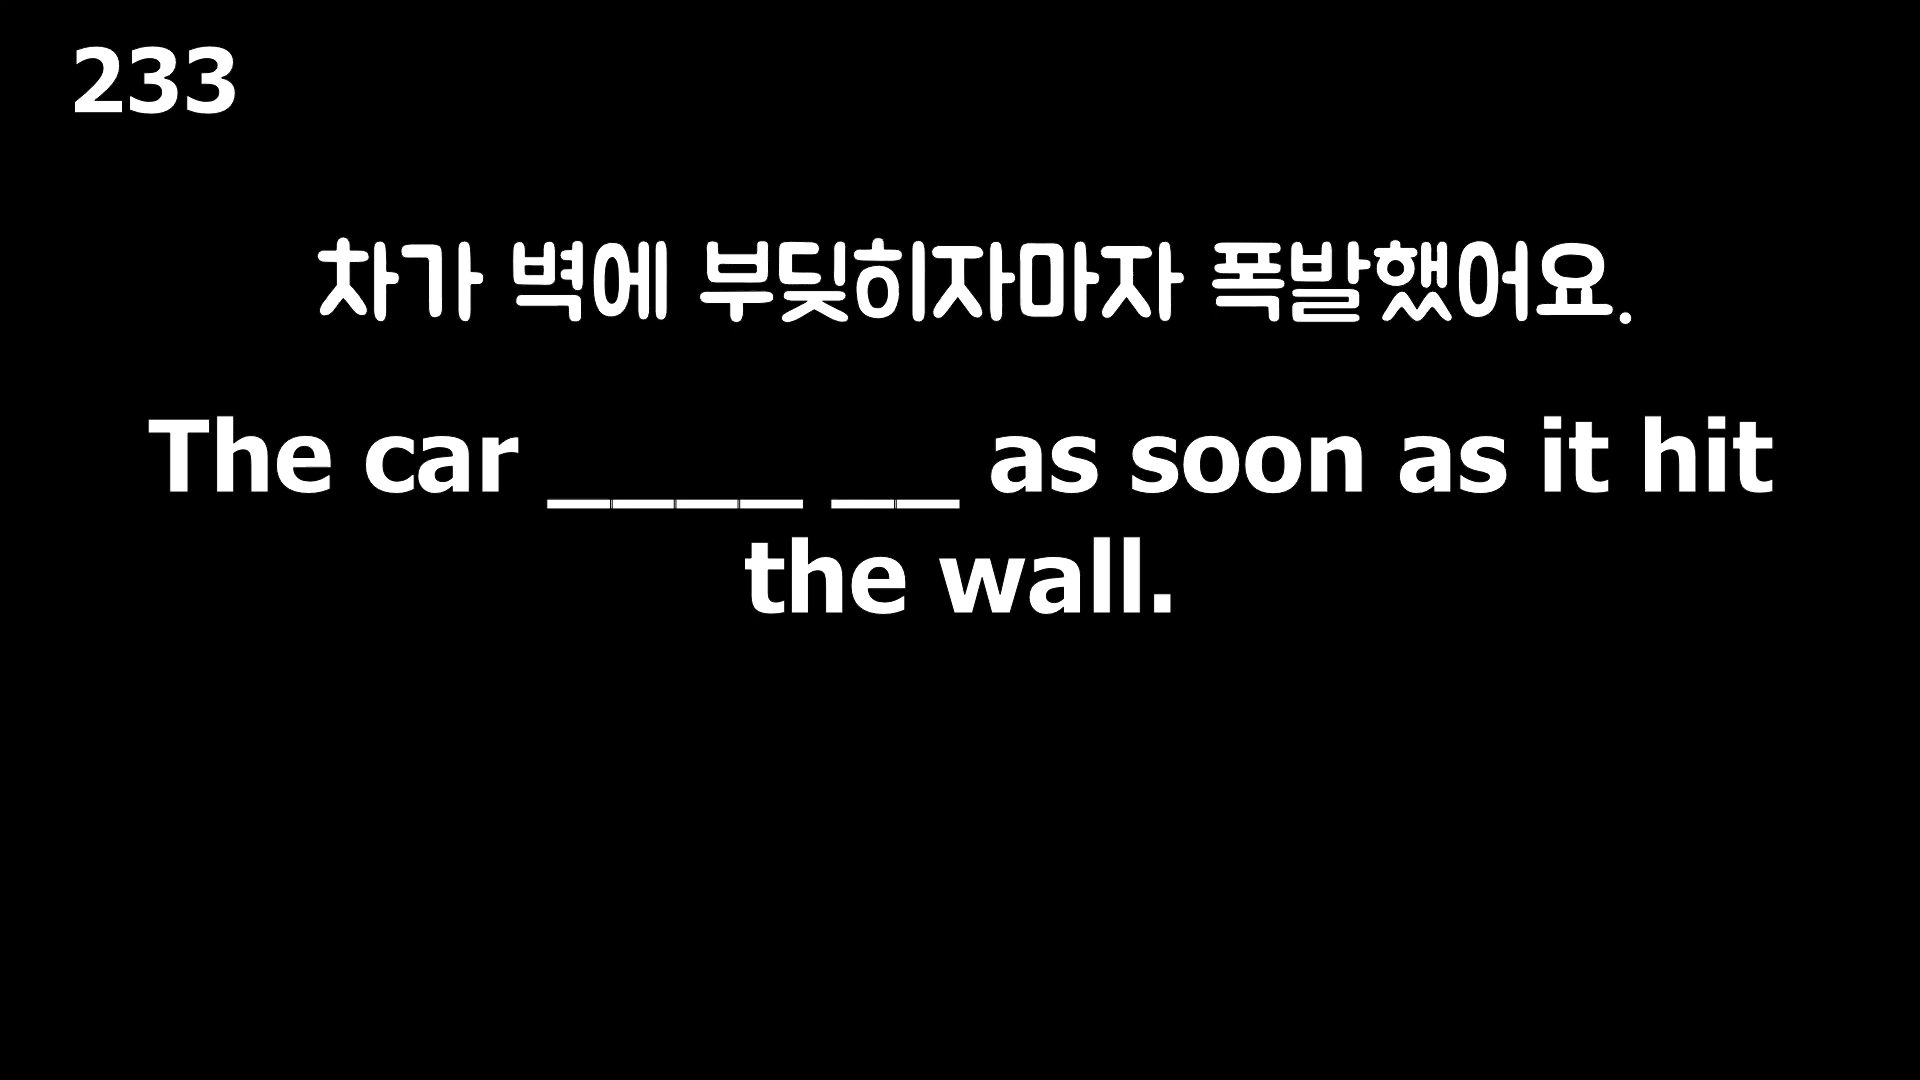 233
차가 벽에 부딪히자마자 폭발했어요.
The car ____ __ as soon as it hit
the wall.